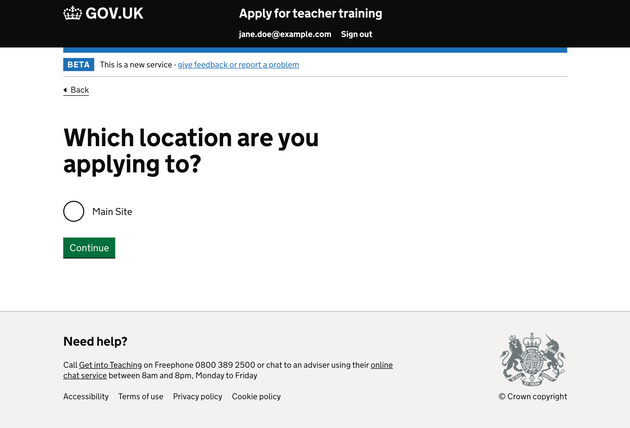 GOV.UK
Apply for teacher training
jane.doe@example.com Sign out
BETA This is a new service - give feedback or report a problem
Back
Which location are you
applying to?
Main Site
Continue
Need help?
Call Get into Teaching on Freephone 0800 389 2500 or chat to an adviser using their online
chat service between 8am and 8pm, Monday to Friday
Accessibility Terms of use Privacy policy Cookie policy
© Crown copyright